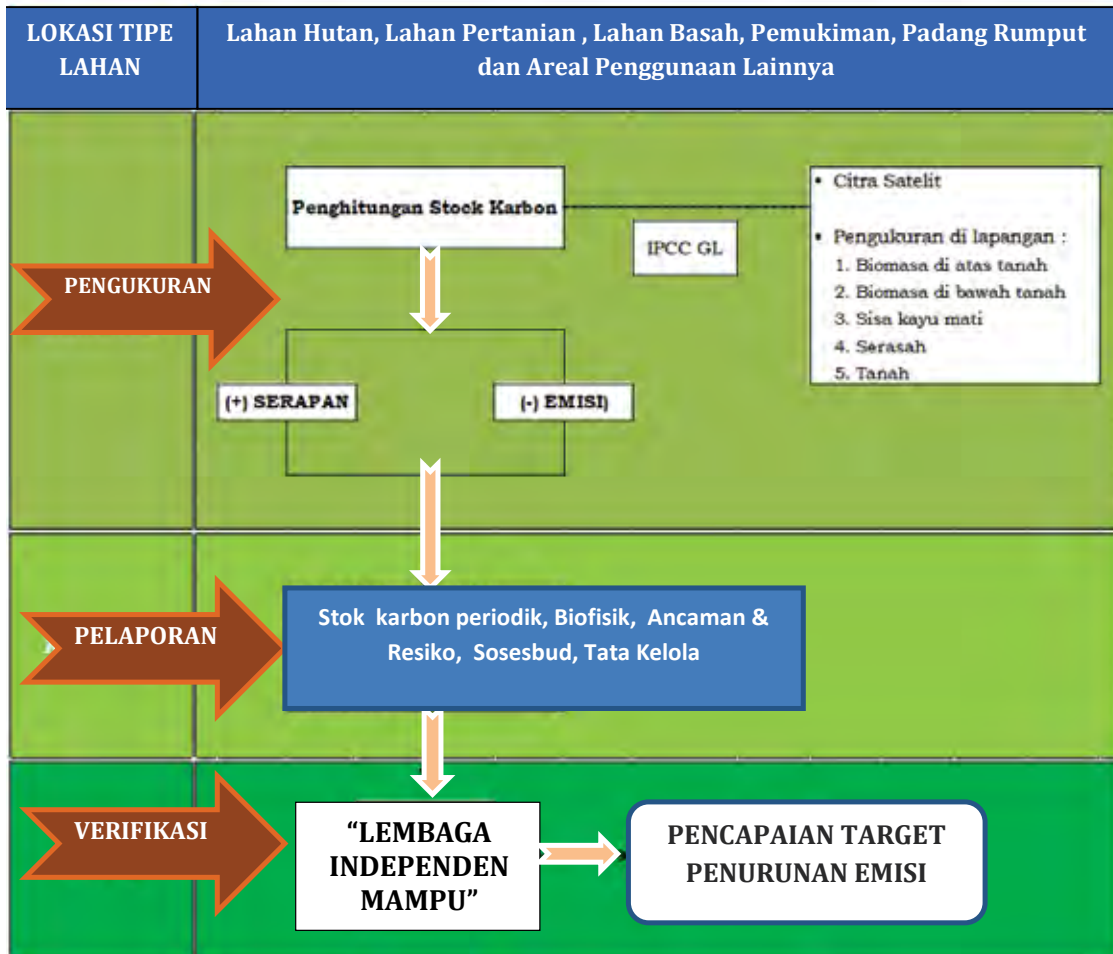 LOKASI TIPE
LAHAN
Lahan Hutan, Lahan Pertanian , Lahan Basah, Pemukiman, Padang Rumput
dan Areal Penggunaan Lainnya
PENGUKURAN
Penghitungan Stock Karbon
IPCC GL
• Citra Satelit
• Pengukuran di lapangan :
1. Biomasa di atas tanah
2. Biomasa di bawah tanah
3. Sisa kayu mati
4. Serasah
5. Tanah
(+) SERAPAN
(-) EMISI)
PELAPORAN
Stok karbon periodik, Biofisik, Ancaman &
Resiko, Sosesbud, Tata Kelola
VERIFIKASI
“LEMBAGA
INDEPENDEN
MAMPU”
PENCAPAIAN TARGET
PENURUNAN EMISI